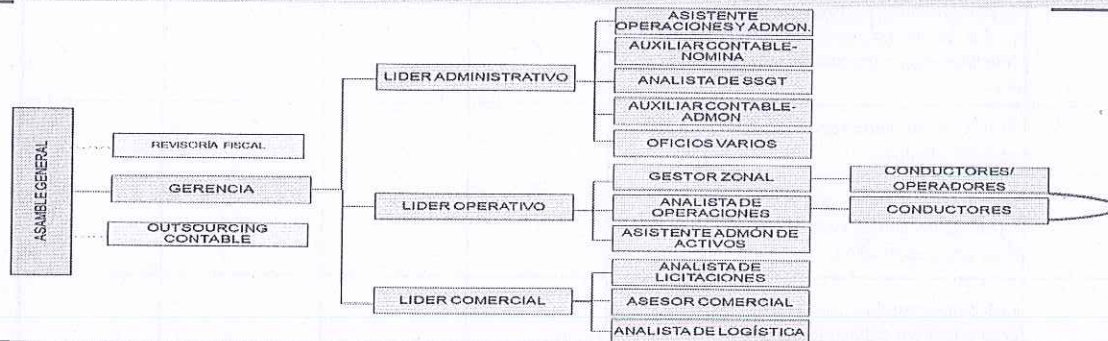 ASAMBLE GENERAL
REVISORÍA FISCAL
GERENCIA
OUTSOURCING
CONTABLE
LIDER ADMINISTRATIVO
ASISTENTE
OPERACIONES Y ADMON.
AUXILIAR CONTABLE-
NOMINA
ANALISTA DE SSGT
AUXILIAR CONTABLE-
ADMON
OFICIOS VARIOS
LIDER OPERATIVO
GESTOR ZONAL
CONDUCTORES/
OPERADORES
ANALISTA DE
OPERACIONES
CONDUCTORES
ASISTENTE ADMÓN DE
ACTIVOS
LIDER COMERCIAL
ANALISTA DE
LICITACIONES
ASESOR COMERCIAL
ANALISTA DE LOGÍSTICA